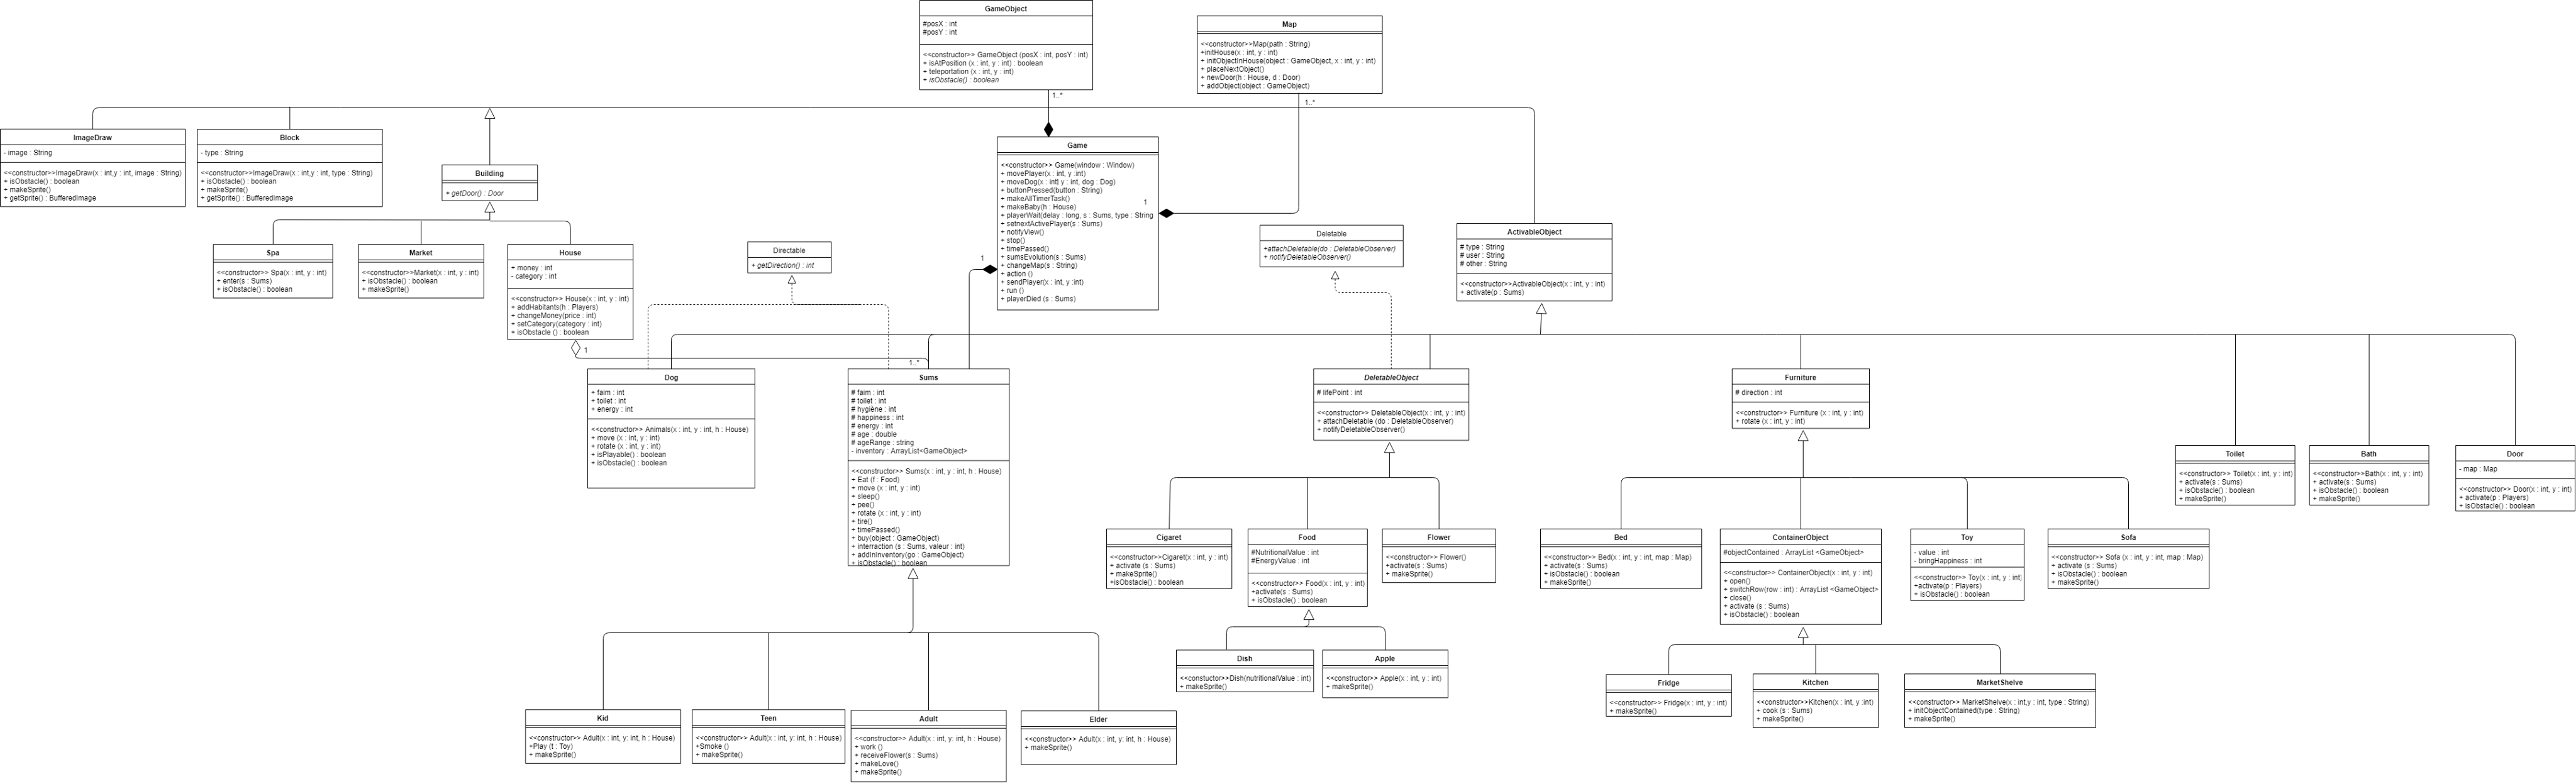 GameObject
#posX : int
#posY : int
<<constructor>> GameObject (posX : int, posY : int)
+ isAtPosition (x : int, y : int) : boolean
+ teleportation (x : int, y : int)
+ isObstacle() : boolean
Map
<<constructor>>Map(path : String)
+initHouse(x : int, y : int)
+ initObjectInHouse(object : GameObject, x : int, y : int)
+ placeNextObject()
+ newDoor(h : House, d : Door)
+ addObject(object : GameObject)
1..*
1..*
ImageDraw
- image : String
<<constructor>>ImageDraw(x : int,y : int, image : String)
+ isObstacle() : boolean
+ makeSprite()
+ getSprite() : BufferedImage
Block
- type : String
<<constructor>>ImageDraw(x : int,y : int, type : String)
+ isObstacle() : boolean
+ makeSprite()
+ getSprite() : BufferedImage
Building
+ getDoor() : Door
Game
<<constructor>> Game(window : Window)
+ movePlayer(x : int, y :int)
+ moveDog(x : intt y : int, dog : Dog)
+ buttonPressed(button : String)
+ makeAllTimerTask()
+ makeBaby(h : House)
+ playerWait(delay : long, s : Sums, type : String
+ setnextActivePlayer(s : Sums)
+ notifyView()
+ stop()
+ timePassed()
+ sumsEvolution(s : Sums)
+ changeMap(s : String)
+ action ()
+ sendPlayer(x : int, y :int)
+ run ()
+ playerDied (s : Sums)
1
1
Spa
<<constructor>> Spa(x : int, y : int)
+ enter(s : Sums)
+ isObstacle() : boolean
Market
<<constructor>>Market(x : int, y : int)
+ isObstacle() : boolean
+ makeSprite()
House
+ money : int
- category : int
<<constructor>> House(x : int, y : int)
+ addHabitants(h : Players)
+ changeMoney(price : int)
+ setCategory(category : int)
+ isObstacle () : boolean
1
1..*
Directable
+ getDirection() : int
Deletable
+attachDeletable(do : DeletableObserver)
+ notifyDeletableObserver()
ActivableObject
# type : String
# user : String
# other : String
<<constructor>>ActivableObject(x : int, y : int)
+ activate(p : Sums)
Dog
+ faim : int
+ toilet : int
+ energy : int
<<constructor>> Animals(x : int, y : int, h : House)
+ move (x : int, y : int)
+ rotate (x : int, y : int)
+ isPlayable() : boolean
+ isObstacle() : boolean
Sums
# faim : int
# toilet : int
# hygiène : int
# happiness : int
# energy : int
# age : double
# ageRange : string
- inventory : ArrayList<GameObject>
<<constructor>> Sums(x : int, y : int, h : House)
+ Eat (f : Food)
+ move (x : int, y : int)
+ sleep()
+ pee()
+ rotate (x : int, y : int)
+ tire()
+ timePassed()
+ buy(object : GameObject)
+ interraction (s : Sums, valeur : int)
+ addInInventory(go : GameObject)
+ isObstacle() : boolean
DeletableObject
# lifePoint : int
<<constructor>> DeletableObject(x : int, y : int)
+ attachDeletable (do : DeletableObserver)
+ notifyDeletableObserver()
Furniture
# direction : int
<<constructor>> Furniture (x : int, y : int)
+ rotate (x : int, y : int)
Toilet
<<constructor>> Toilet(x : int, y : int)
+ activate(s : Sums)
+ isObstacle() : boolean
+ makeSprite()
Bath
<<constructor>>Bath(x : int, y : int)
+ activate(s : Sums)
+ isObstacle() : boolean
+ makeSprite()
Door
- map : Map
<<constructor>> Door(x : int, y : int)
+ activate(p : Players)
+ isObstacle() : boolean
Cigaret
<<constructor>>Cigaret(x : int, y : int)
+ activate (s : Sums)
+ makeSprite()
+isObstacle() : boolean
Food
#NutritionalValue : int
#EnergyValue : int
<<constructor>> Food(x : int, y : int)
+activate(s : Sums)
+ isObstacle() : boolean
Flower
<<constructor>> Flower()
+activate(s : Sums)
+ makeSprite()
Bed
<<constructor>> Bed(x : int, y : int, map : Map)
+ activate(s : Sums)
+ isObstacle() : boolean
+ makeSprite()
ContainerObject
#objectContained : ArrayList <GameObject>
<<constructor>> ContainerObject(x : int, y : int)
+ open()
+ switchRow(row : int) : ArrayList <GameObject>
+ close()
+ activate (s : Sums)
+ isObstacle() : boolean
Toy
- value : int
- bringHappiness : int
<<constructor>> Toy(x : int, y : int)
+activate(p : Players)
+ isObstacle() : boolean
Sofa
<<constructor>> Sofa (x : int, y : int, map : Map)
+ activate (s : Sums)
+ isObstacle() : boolean
+ makeSprite()
Dish
<<constuctor>>Dish(nutritionalValue : int)
+ makeSprite()
Apple
<<constructor>> Apple(x : int, y : int)
+ makeSprite()
Fridge
<<constructor>> Fridge(x : int, y : int)
+ makeSprite()
Kitchen
<<constructor>>Kitchen(x : int, y :int)
+ cook (s : Sums)
+ makeSprite()
MarketShelve
<<constructor>> MarketShelve(x : int,y : int, type : String)
+ initObjectContained(type : String)
+ makeSprite()
Kid
<<constructor>> Adult(x : int, y: int, h : House)
+Play (t : Toy)
+ makeSprite()
Teen
<<constructor>> Adult(x : int, y: int, h : House)
+Smoke ()
+ makeSprite()
Adult
<<constructor>> Adult(x : int, y: int, h : House)
+ work ()
+ receiveFlower(s : Sums)
+ makeLove()
+ makeSprite()
Elder
<<constructor>> Adult(x : int, y: int, h : House)
+ makeSprite()